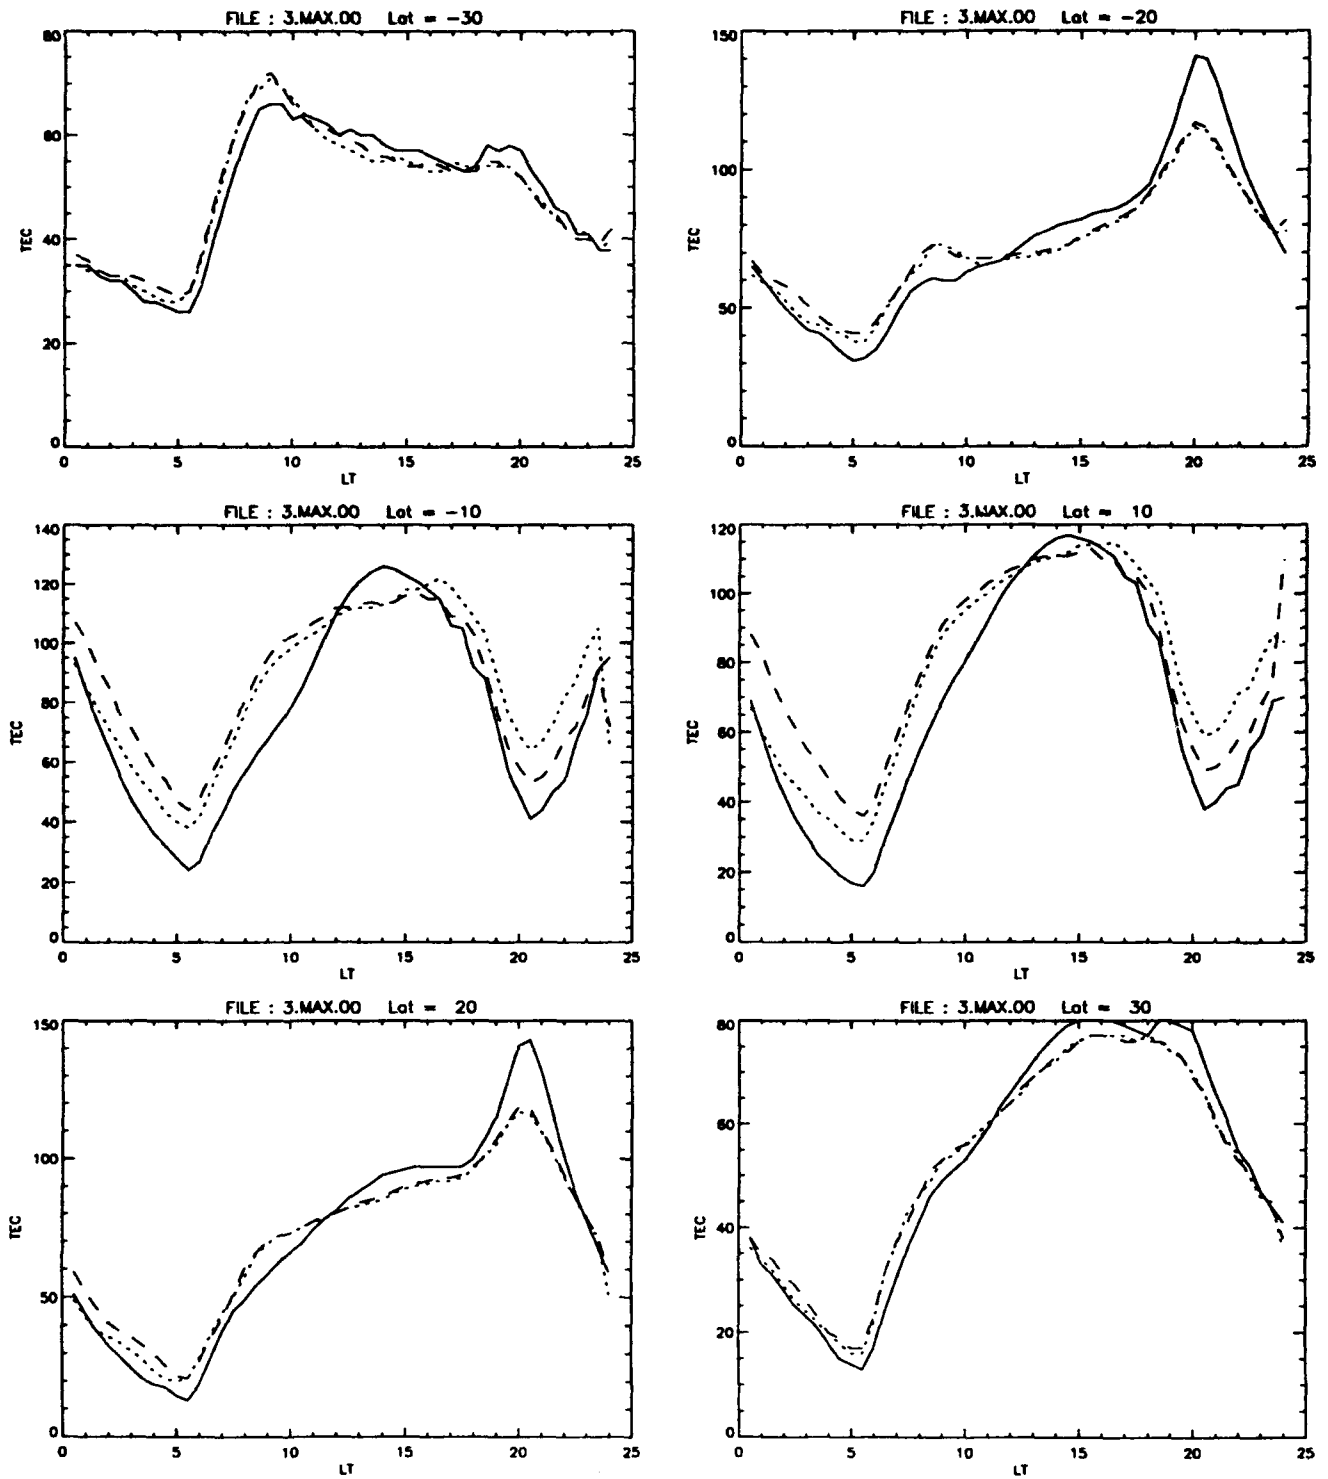 FILE : 3.MAX.00 Lat = -30
80
60
40
20
0
TEC
0 5 10 15 20 25
LT
FILE : 3.MAX.00 Lat = -20
150
100
50
0
TEC
0 5 10 15 20 25
LT
FILE : 3.MAX.00 Lat = -10
140
120
100
80
60
40
20
0
TEC
0 5 10 15 20 25
LT
FILE : 3.MAX.00 Lat = 10
120
100
80
60
40
20
0
TEC
0 5 10 15 20 25
LT
FILE : 3.MAX.00 Lat = 20
150
100
50
0
TEC
0 5 10 15 20 25
LT
FILE : 3.MAX.00 Lat = 30
80
60
40
20
0
TEC
0 5 10 15 20 25
LT